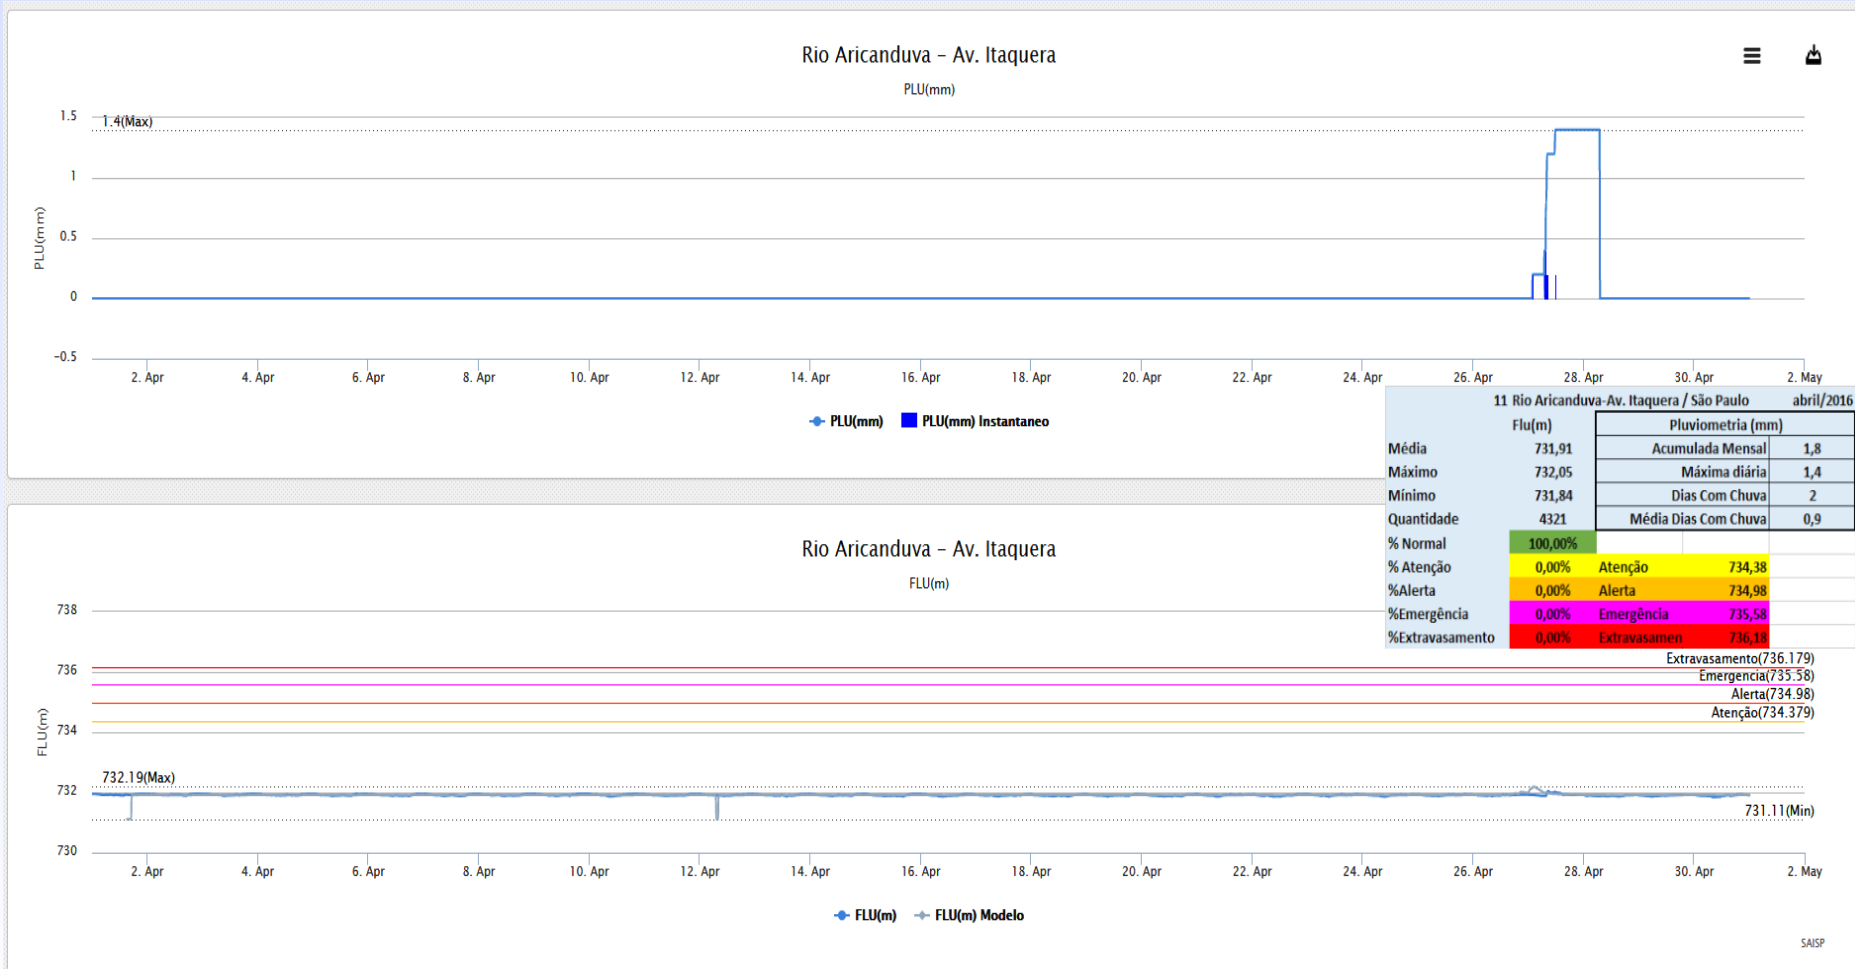 Rio Aricanduva - Av. Itaquera
PLU(mm)
1.5
1.4(Max)
1
0.5
0
-0.5
PLU(mm)
2. Apr 4. Apr 6. Apr 8. Apr 10. Apr 12. Apr 14. Apr 16. Apr 18. Apr 20. Apr 22. Apr 24. Apr 26. Apr 28. Apr 30. Apr 2. May
PLU(mm) PLU(mm) Instantaneo
11 Rio Aricanduva-Av. Itaquera / São Paulo abril/2016
Flu(m) Pluviometria (mm)
Média 731,91 Acumulada Mensal 1,8
Máximo 732,05 Máxima diária 1,4
Mínimo 731,84 Dias Com Chuva 2
Quantidade 4321 Média Dias Com Chuva 0,9
% Normal 100,00%
% Atenção 0,00% Atenção 734,38
%Alerta 0,00% Alerta 734,98
%Emergência 0,00% Emergência 735,58
%Extravasamento 0,00% Extravasamen 736,18
Rio Aricanduva - Av. Itaquera
FLU(m)
738
736
734
732
730
FLU(m)
Extravasamento(736.179)
Emergencia(735.58)
Alerta(734.98)
Atenção(734.379)
732.19(Max)
731.11(Min)
2. Apr 4. Apr 6. Apr 8. Apr 10. Apr 12. Apr 14. Apr 16. Apr 18. Apr 20. Apr 22. Apr 24. Apr 26. Apr 28. Apr 30. Apr 2. May
FLU(m) FLU(m) Modelo
SAISP